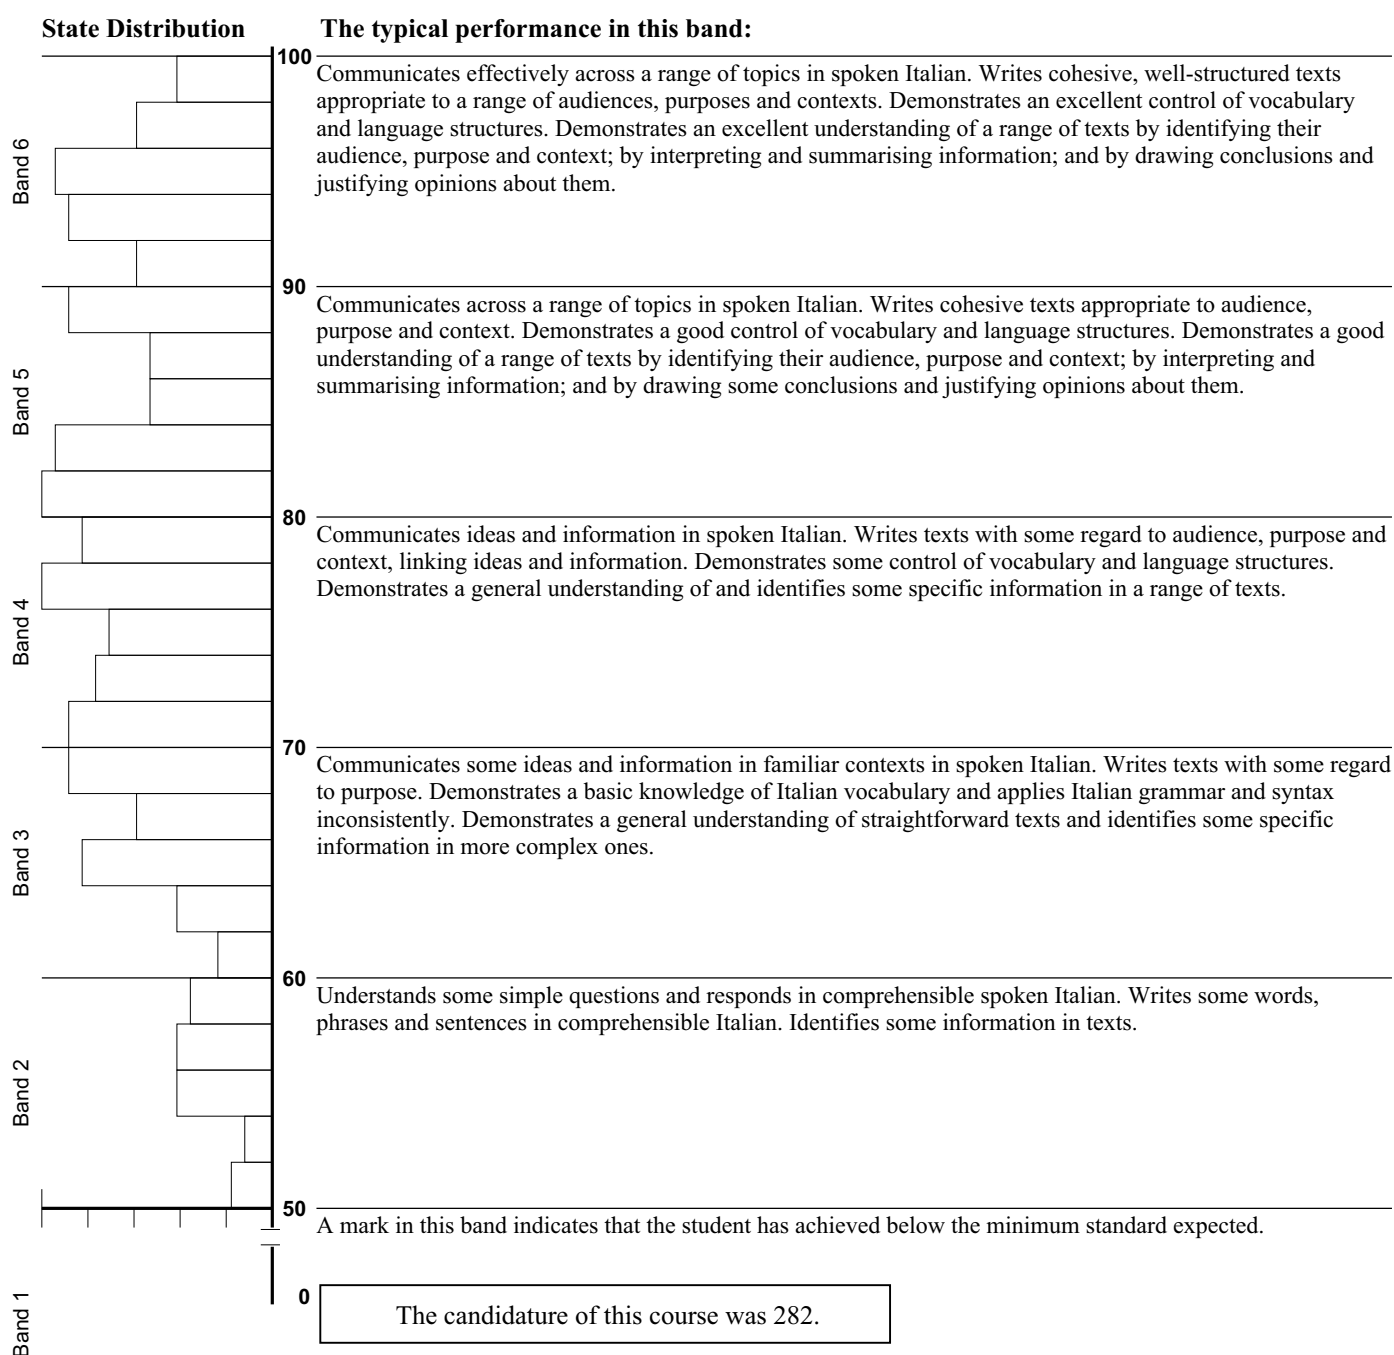 State Distribution
The typical performance in this band:
100
Communicates effectively across a range of topics in spoken Italian. Writes cohesive, well-structured texts
appropriate to a range of audiences, purposes and contexts. Demonstrates an excellent control of vocabulary
and language structures. Demonstrates an excellent understanding of a range of texts by identifying their
audience, purpose and context; by interpreting and summarising information; and by drawing conclusions and
justifying opinions about them.
Band 6
90
Communicates across a range of topics in spoken Italian. Writes cohesive texts appropriate to audience,
purpose and context. Demonstrates a good control of vocabulary and language structures. Demonstrates a good
understanding of a range of texts by identifying their audience, purpose and context; by interpreting and
summarising information; and by drawing some conclusions and justifying opinions about them.
Band 5
80
Communicates ideas and information in spoken Italian. Writes texts with some regard to audience, purpose and
context, linking ideas and information. Demonstrates some control of vocabulary and language structures.
Demonstrates a general understanding of and identifies some specific information in a range of texts.
Band 4
70
Communicates some ideas and information in familiar contexts in spoken Italian. Writes texts with some regard
to purpose. Demonstrates a basic knowledge of Italian vocabulary and applies Italian grammar and syntax
inconsistently. Demonstrates a general understanding of straightforward texts and identifies some specific
information in more complex ones.
Band 3
60
Understands some simple questions and responds in comprehensible spoken Italian. Writes some words,
phrases and sentences in comprehensible Italian. Identifies some information in texts.
Band 2
50
A mark in this band indicates that the student has achieved below the minimum standard expected.
0
Band 1
The candidature of this course was 282.